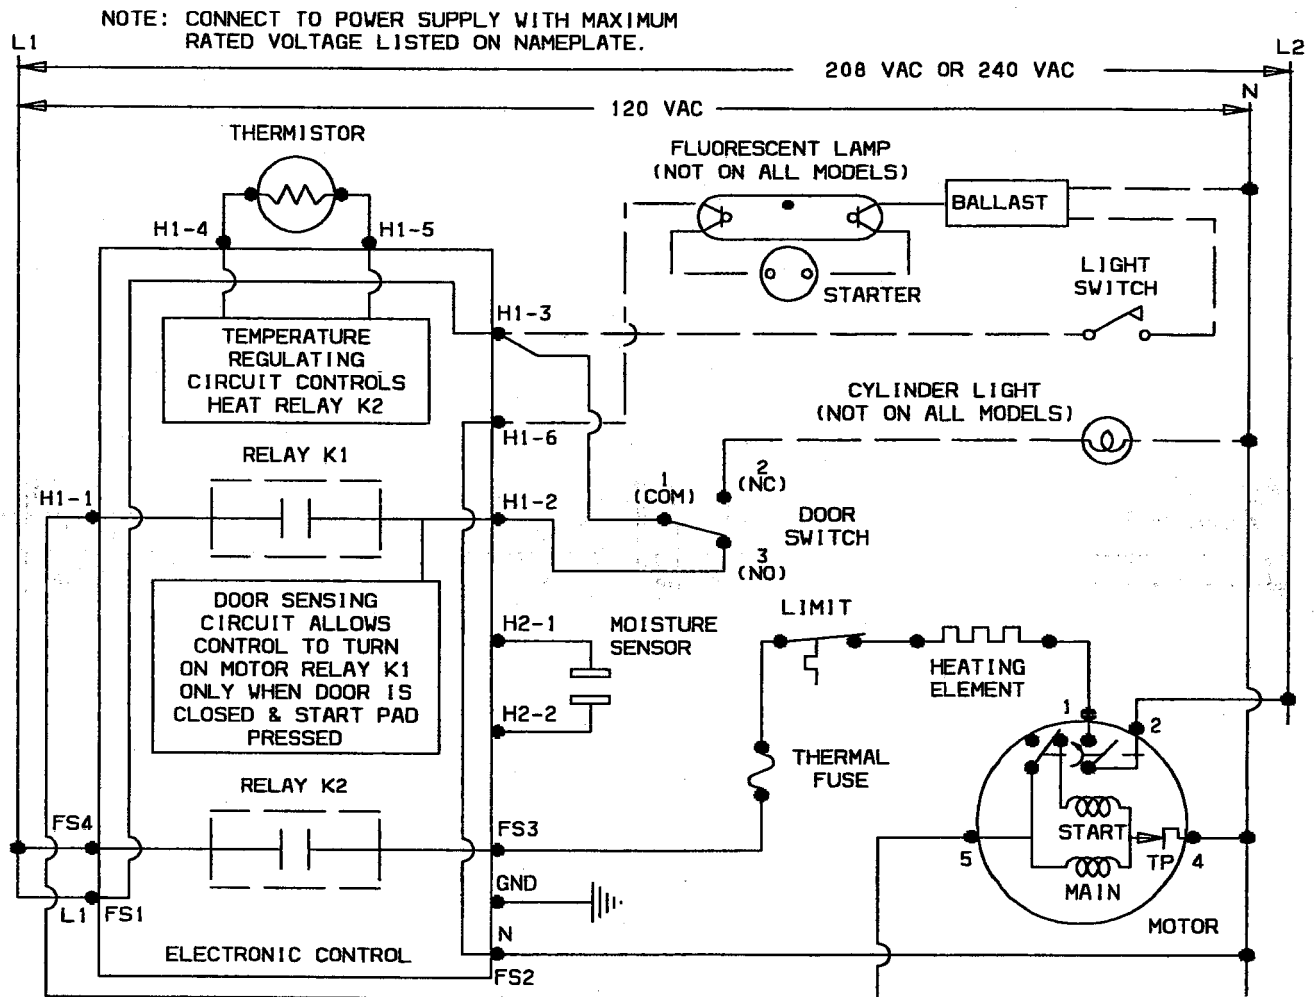 NOTE: CONNECT TO POWER SUPPLY WITH MAXIMUM
RATED VOLTAGE LISTED ON NAMEPLATE.
L1
L2
208 VAC OR 240 VAC
120 VAC
N
THERMISTOR
FLUORESCENT LAMP
(NOT ON ALL MODELS)
BALLAST
H1-4
H1-5
LIGHT
SWITCH
STARTER
H1-3
TEMPERATURE
REGULATING
CIRCUIT CONTROLS
HEAT RELAY K2
CYLINDER LIGHT
(NOT ON ALL MODELS)
H1-6
RELAY K1
H1-1
H1-2
1
(COM)
2
(NC)
DOOR
SWITCH
3
(NO)
DOOR SENSING
CIRCUIT ALLOWS
CONTROL TO TURN
ON MOTOR RELAY K1
ONLY WHEN DOOR IS
CLOSED & START PAD
PRESSED
H2-1
MOISTURE
SENSOR
H2-2
LIMIT
HEATING
ELEMENT
1
2
THERMAL
FUSE
RELAY K2
FS4
FS3
START
5
TP
4
MAIN
GND
L1
FS1
MOTOR
N
ELECTRONIC CONTROL
FS2